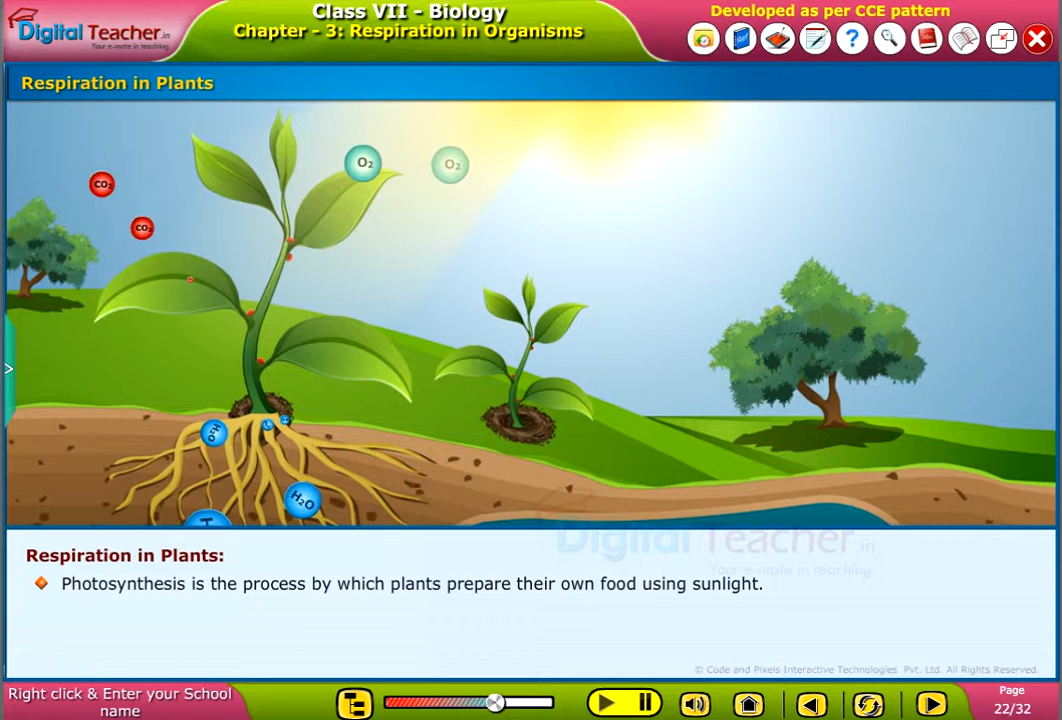 Class VII - Biology
Chapter - 3: Respiration in Organisms
Developed as per CCE pattern
Digital Teacher.in
Your e-mate in teaching
Ref
?
Respiration in Plants
O₂
O₂
CO₂
CO₂
H₂O
H₂O
Digital Teacher.in
Your e-mate in teaching
Respiration in Plants:
Photosynthesis is the process by which plants prepare their own food using sunlight.
© Code and Pixels Interactive Technologies Pvt. Ltd. All Rights Reserved.
Right click & Enter your School
name
Page
22/32